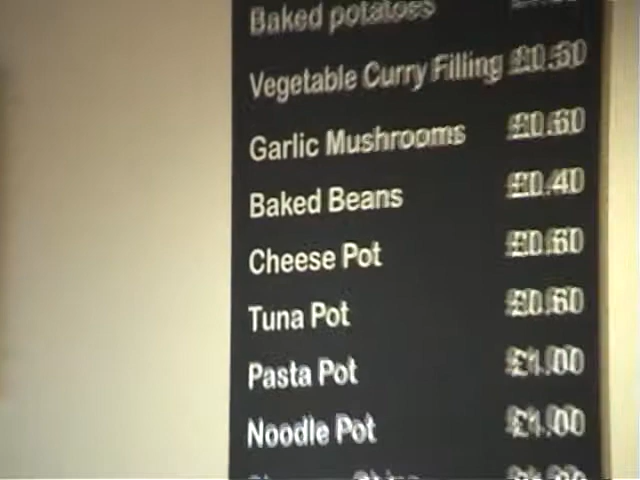 Baked potatoes
Vegetable Curry Filling £0.50
Garlic Mushrooms £0.60
Baked Beans £0.40
Cheese Pot £0.60
Tuna Pot £0.60
Pasta Pot £1.00
Noodle Pot £1.00